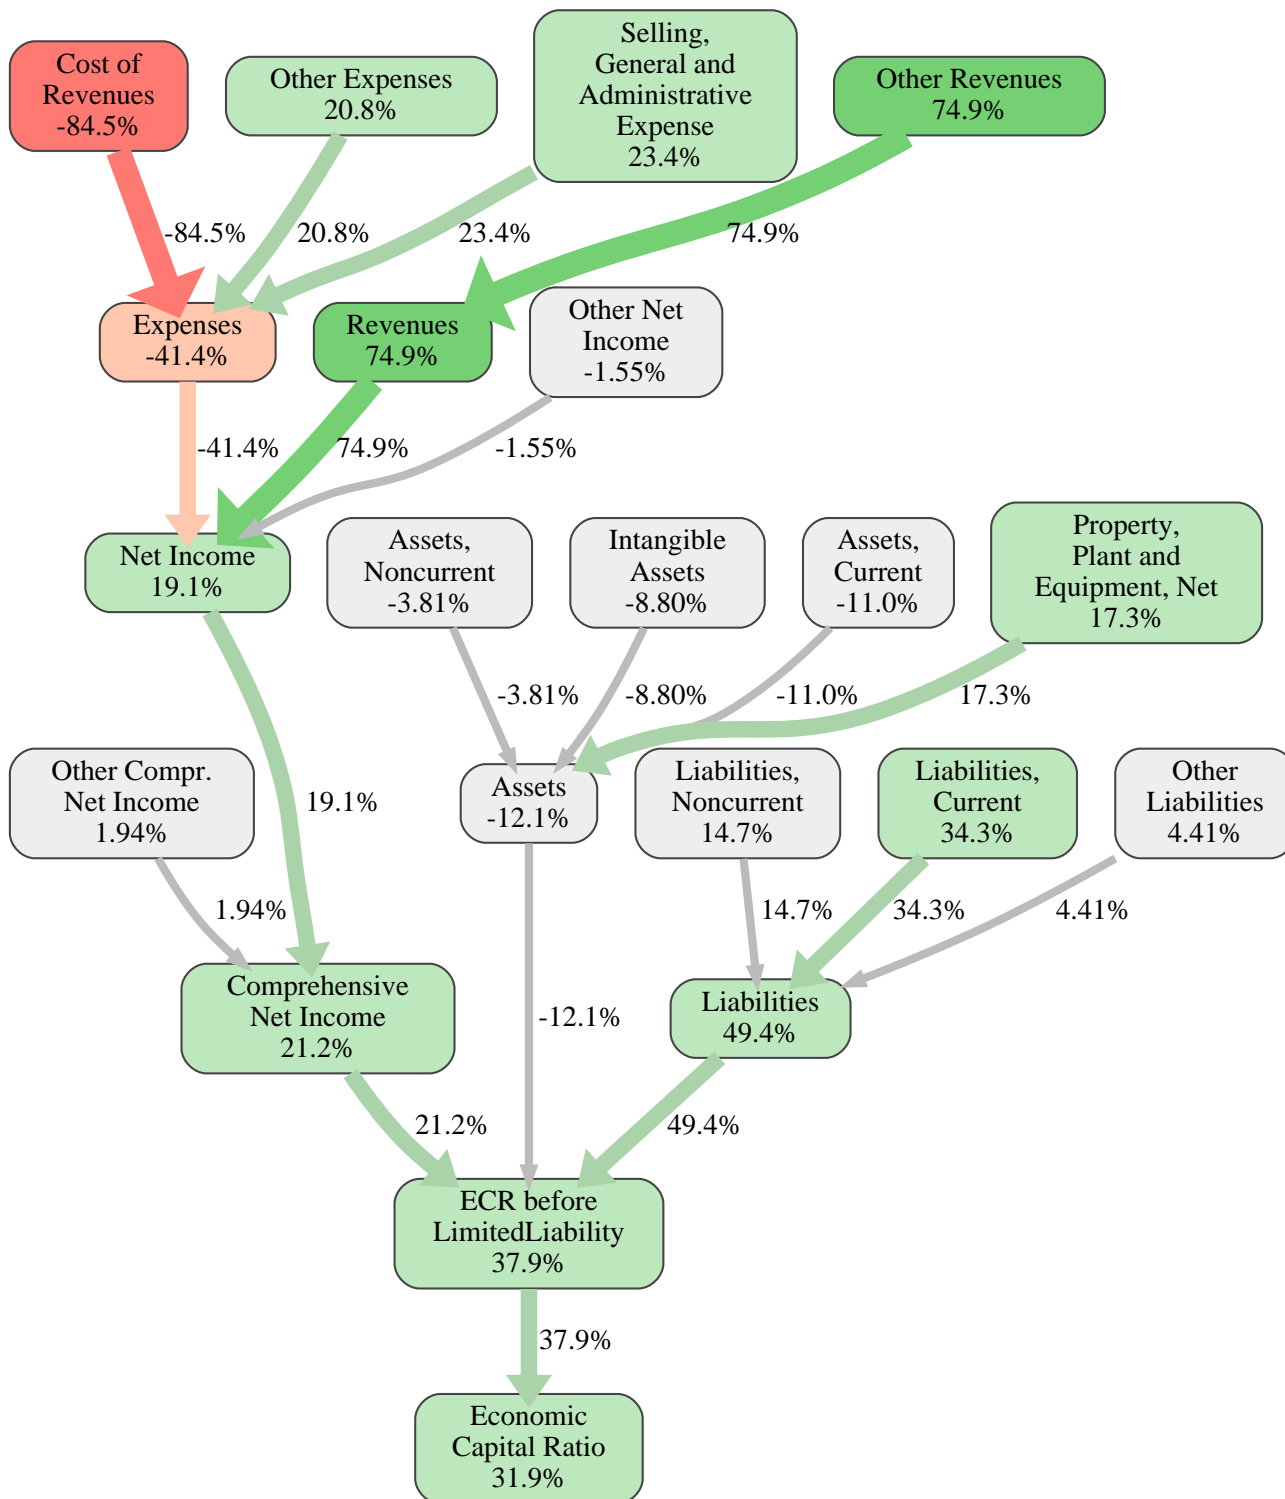 Cost of
Revenues
-84.5%
Other Expenses
20.8%
Selling,
General and
Administrative
Expense
23.4%
Other Revenues
74.9%
-84.5%
20.8%
23.4%
74.9%
Expenses
-41.4%
Revenues
74.9%
Other Net
Income
-1.55%
-41.4%
74.9%
-1.55%
Net Income
19.1%
Assets,
Noncurrent
-3.81%
Intangible
Assets
-8.80%
Assets,
Current
-11.0%
Property,
Plant and
Equipment, Net
17.3%
-3.81%
-8.80%
-11.0%
17.3%
Other Compr.
Net Income
1.94%
19.1%
Assets
-12.1%
Liabilities,
Noncurrent
14.7%
Liabilities,
Current
34.3%
Other
Liabilities
4.41%
1.94%
14.7%
34.3%
4.41%
Comprehensive
Net Income
21.2%
-12.1%
Liabilities
49.4%
21.2%
49.4%
ECR before
LimitedLiability
37.9%
37.9%
Economic
Capital Ratio
31.9%